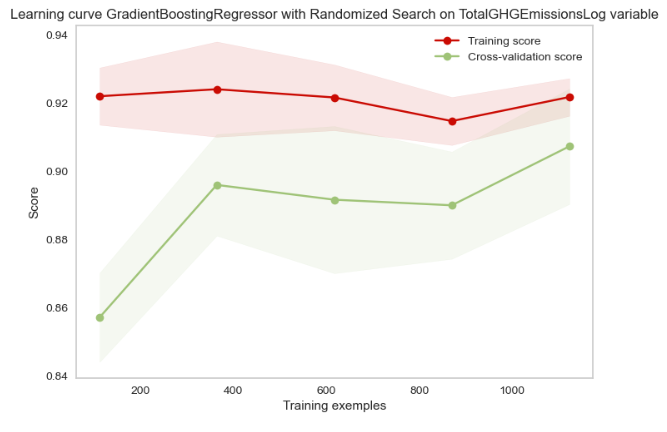 Learning curve GradientBoostingRegressor with Randomized Search on TotalGHGEmissionsLog variable
Training score
Cross-validation score
0.94
0.92
0.90
0.88
0.86
0.84
Score
200 400 600 800 1000
Training exemples